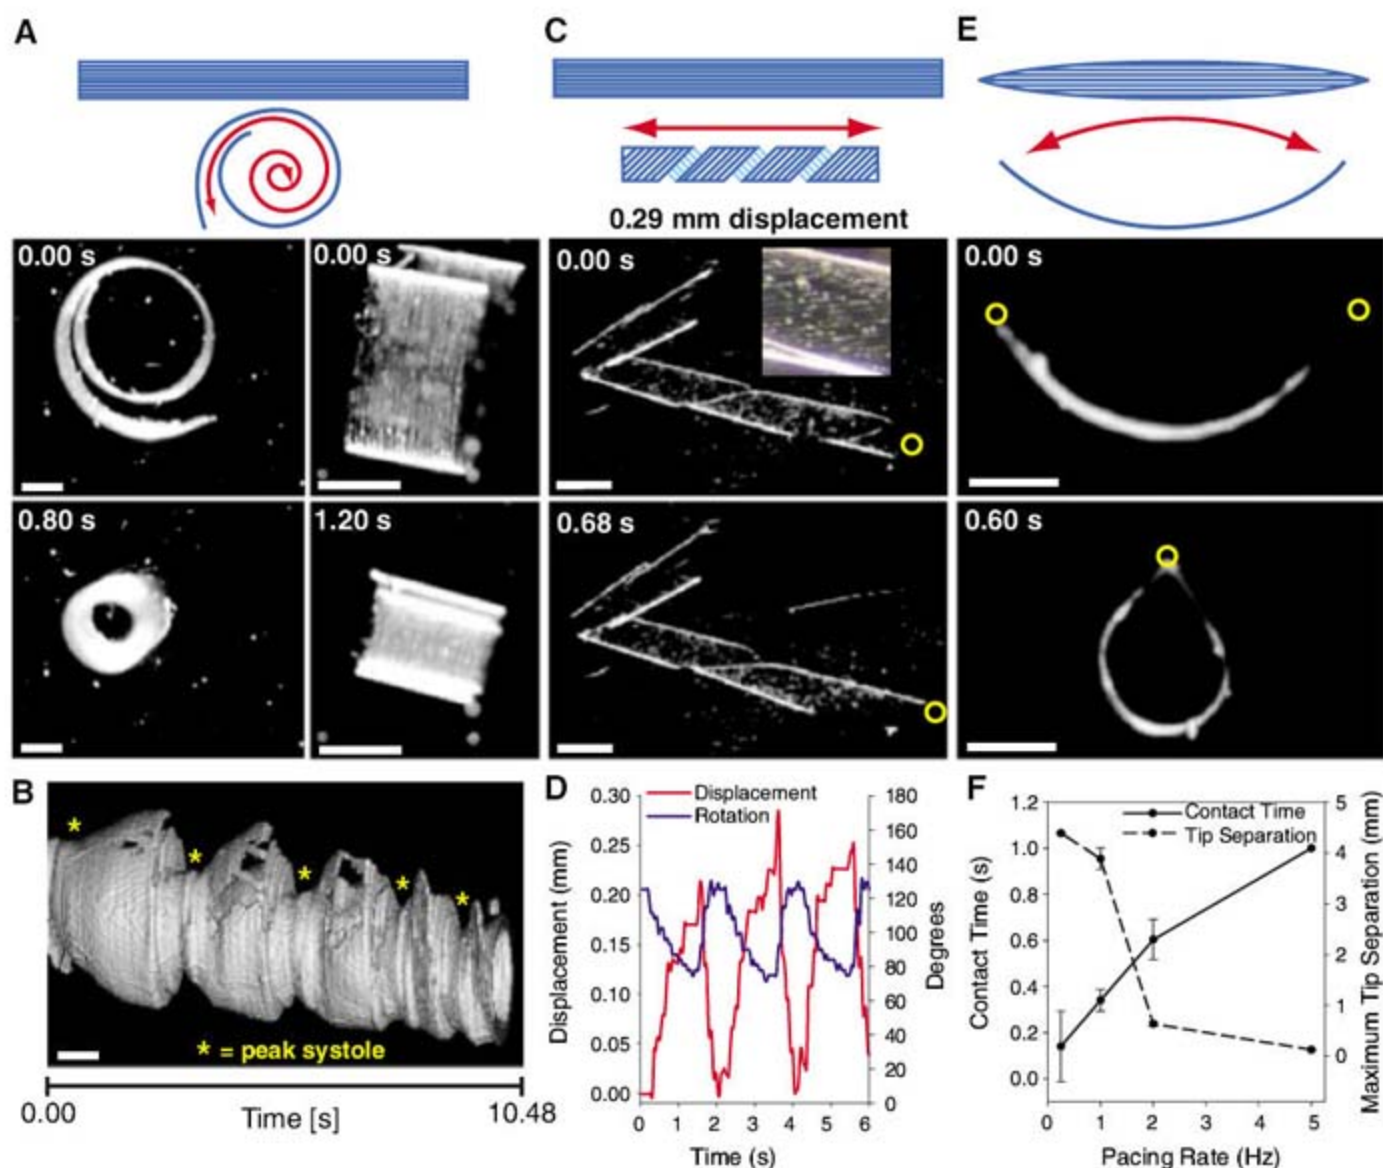 A
C
E
0.29 mm displacement
0.00 s
0.00 s
0.00 s
0.00 s
0.80 s
1.20 s
0.68 s
0.60 s
B
* = peak systole
0.00
Time [s]
10.48
D
Displacement
Rotation
Displacement (mm)
0.30
0.25
0.20
0.15
0.10
0.05
0.00
180
160
140
120
100
80
60
40
20
0
Degrees
0 1 2 3 4 5 6
Time (s)
F
Contact Time
Tip Separation
Contact Time (s)
1.2
1.0
0.8
0.6
0.4
0.2
0.0
5
4
3
2
1
0
Maximum Tip Separation (mm)
0 1 2 3 4 5
Pacing Rate (Hz)